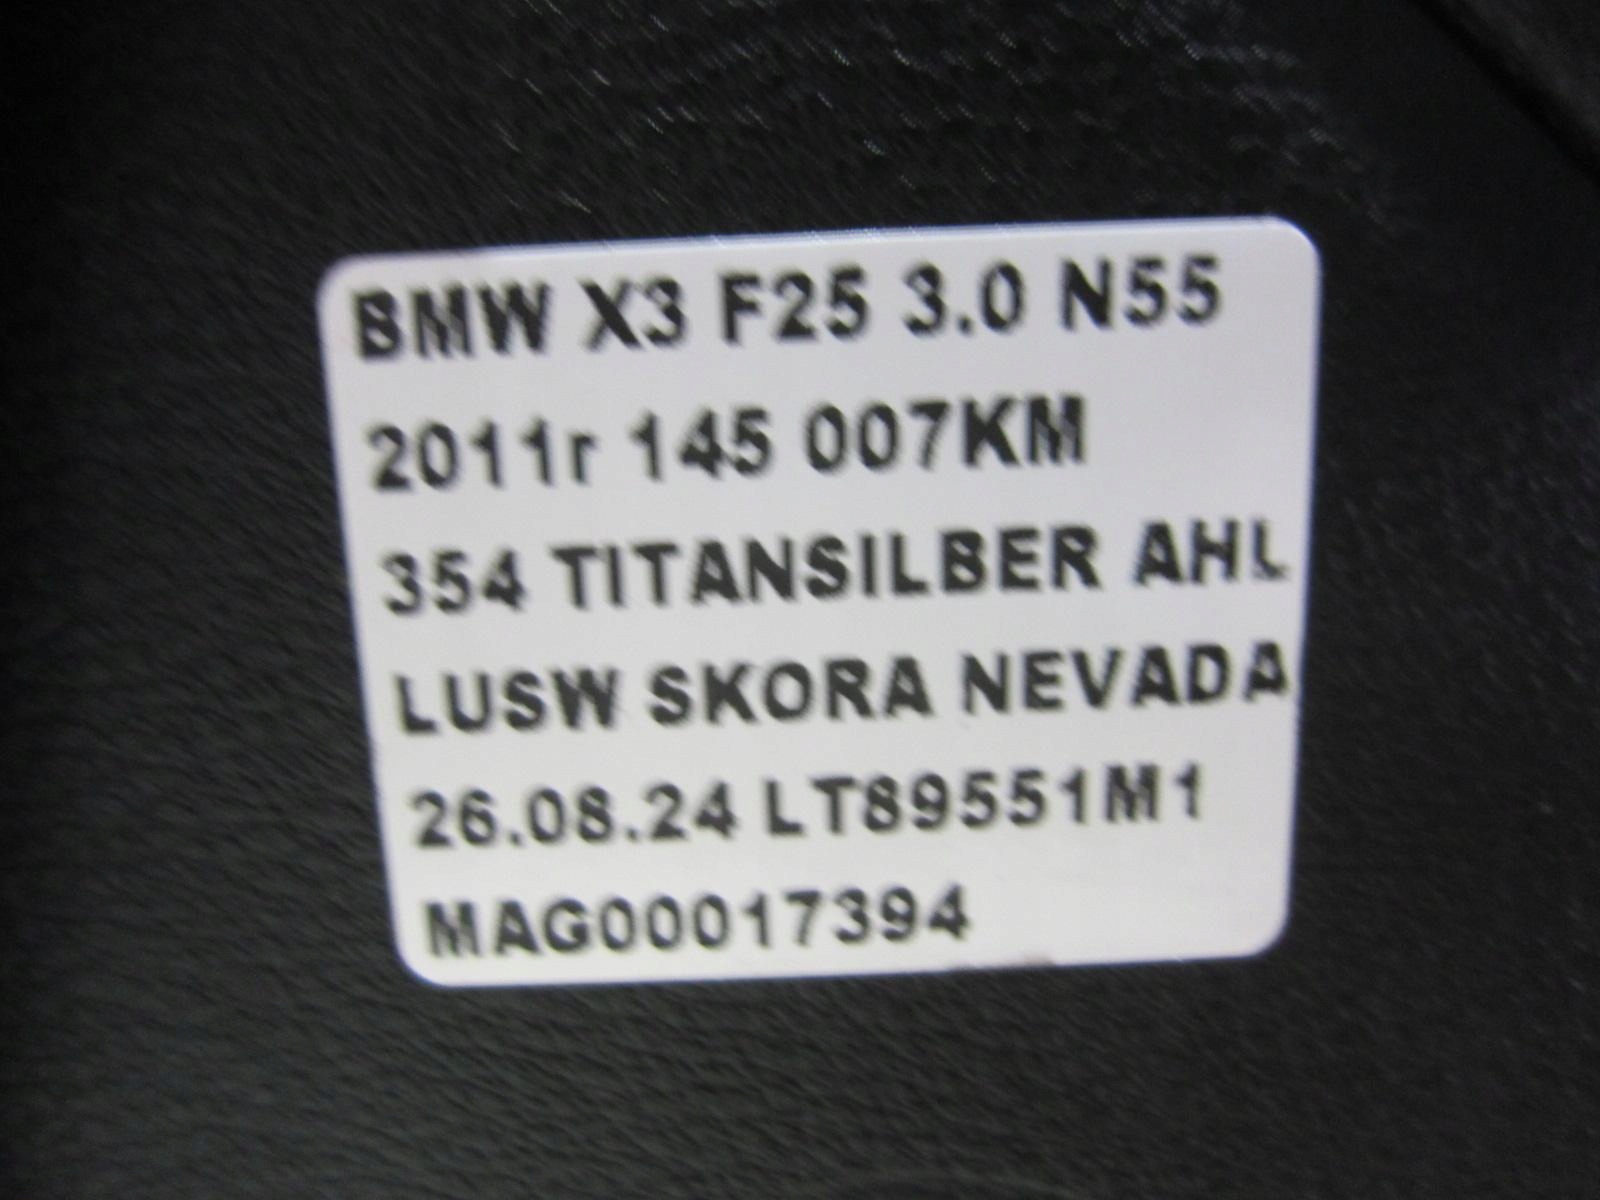 BMW X3 F25 3.0 N55
2011r 145 007KM
354 TITANSILBER AHL
LUSW SKORA NEVADA
26.08.24 LT89551M1
MAG00017394